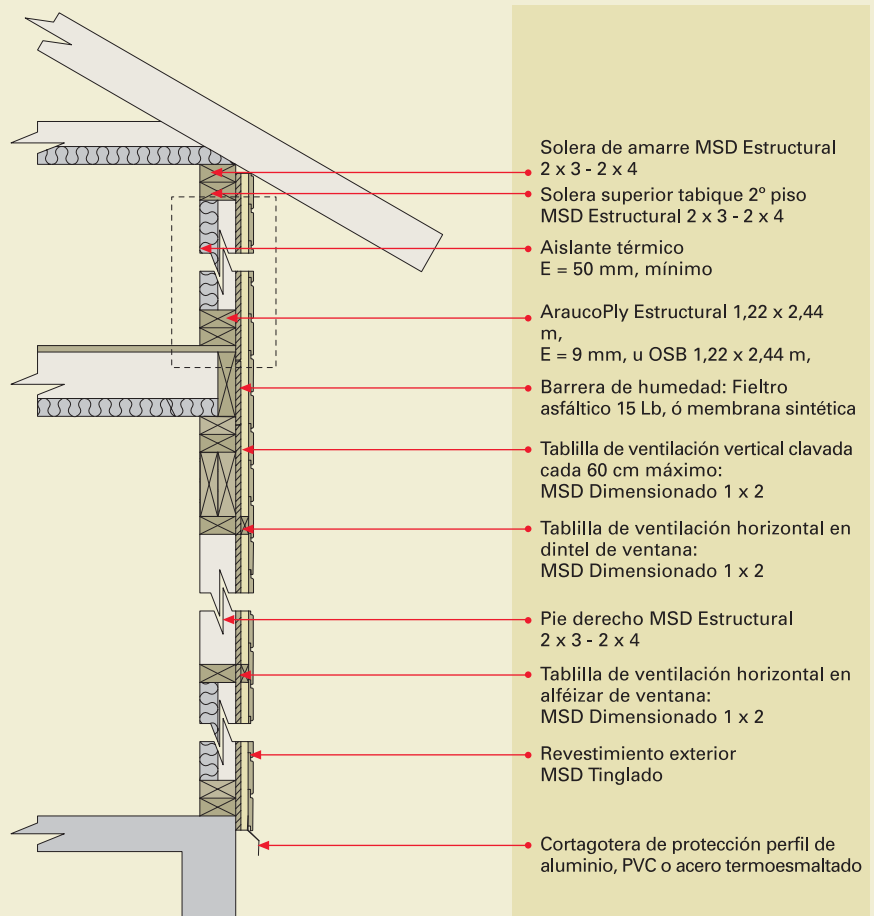 Solera de amarre MSD Estructural
2 x 3 - 2 x 4
Solera superior tabique 2º piso
MSD Estructural 2 x 3 - 2 x 4
Aislante térmico
E = 50 mm, mínimo
AraucoPly Estructural 1,22 x 2,44
m,
E = 9 mm, u OSB 1,22 x 2,44 m,
Barrera de humedad: Fieltro
asfáltico 15 Lb, ó membrana sintética
Tablilla de ventilación vertical clavada
cada 60 cm máximo:
MSD Dimensionado 1 x 2
Tablilla de ventilación horizontal en
dintel de ventana:
MSD Dimensionado 1 x 2
Pie derecho MSD Estructural
2 x 3 - 2 x 4
Tablilla de ventilación horizontal en
alféizar de ventana:
MSD Dimensionado 1 x 2
Revestimiento exterior
MSD Tinglado
Cortagotera de protección perfil de
aluminio, PVC o acero termoesmaltado